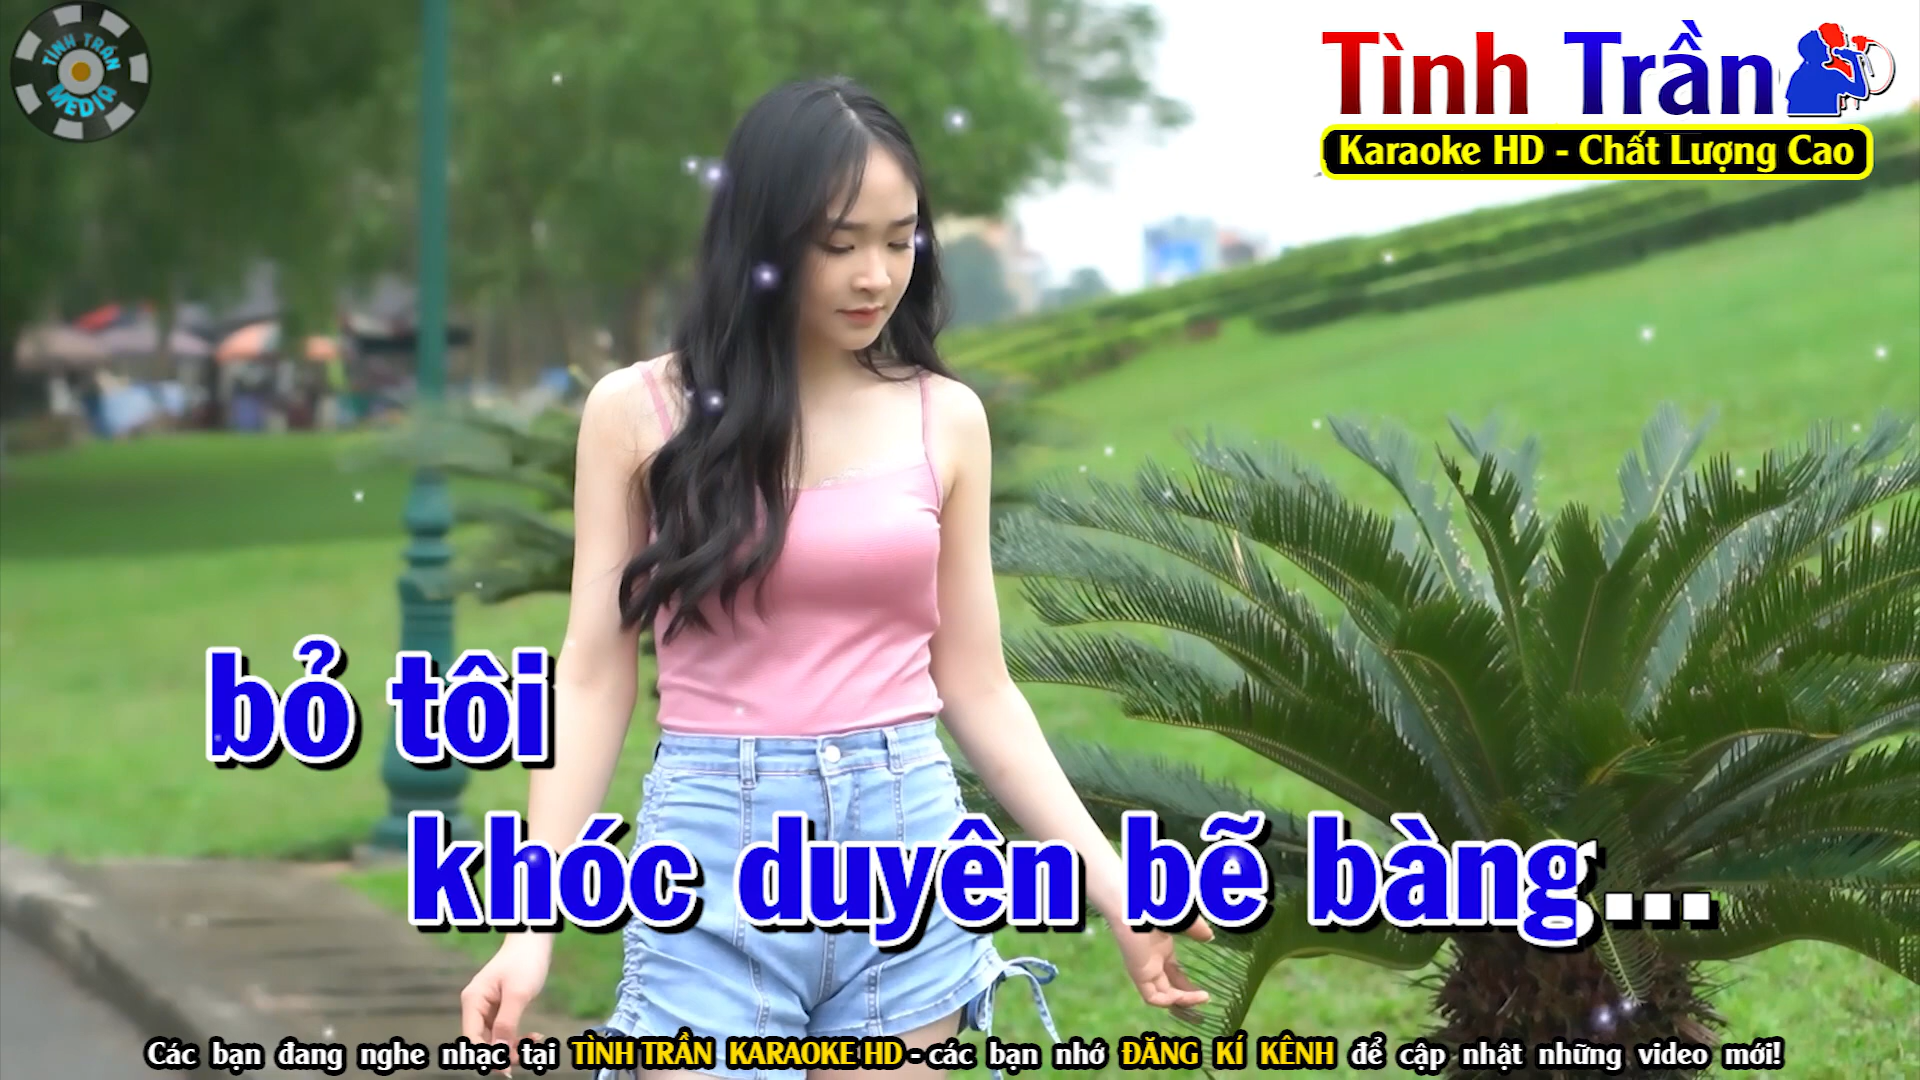 TÌNH TRẦN
MEDIA
Tình Trần
Karaoke HD - Chất Lượng Cao
bỏ tôi
khóc duyên bẽ bàng...
Các bạn đang nghe nhạc tại TÌNH TRẦN KARAOKE HD - các bạn nhớ ĐĂNG KÍ KÊNH để cập nhật những video mới!